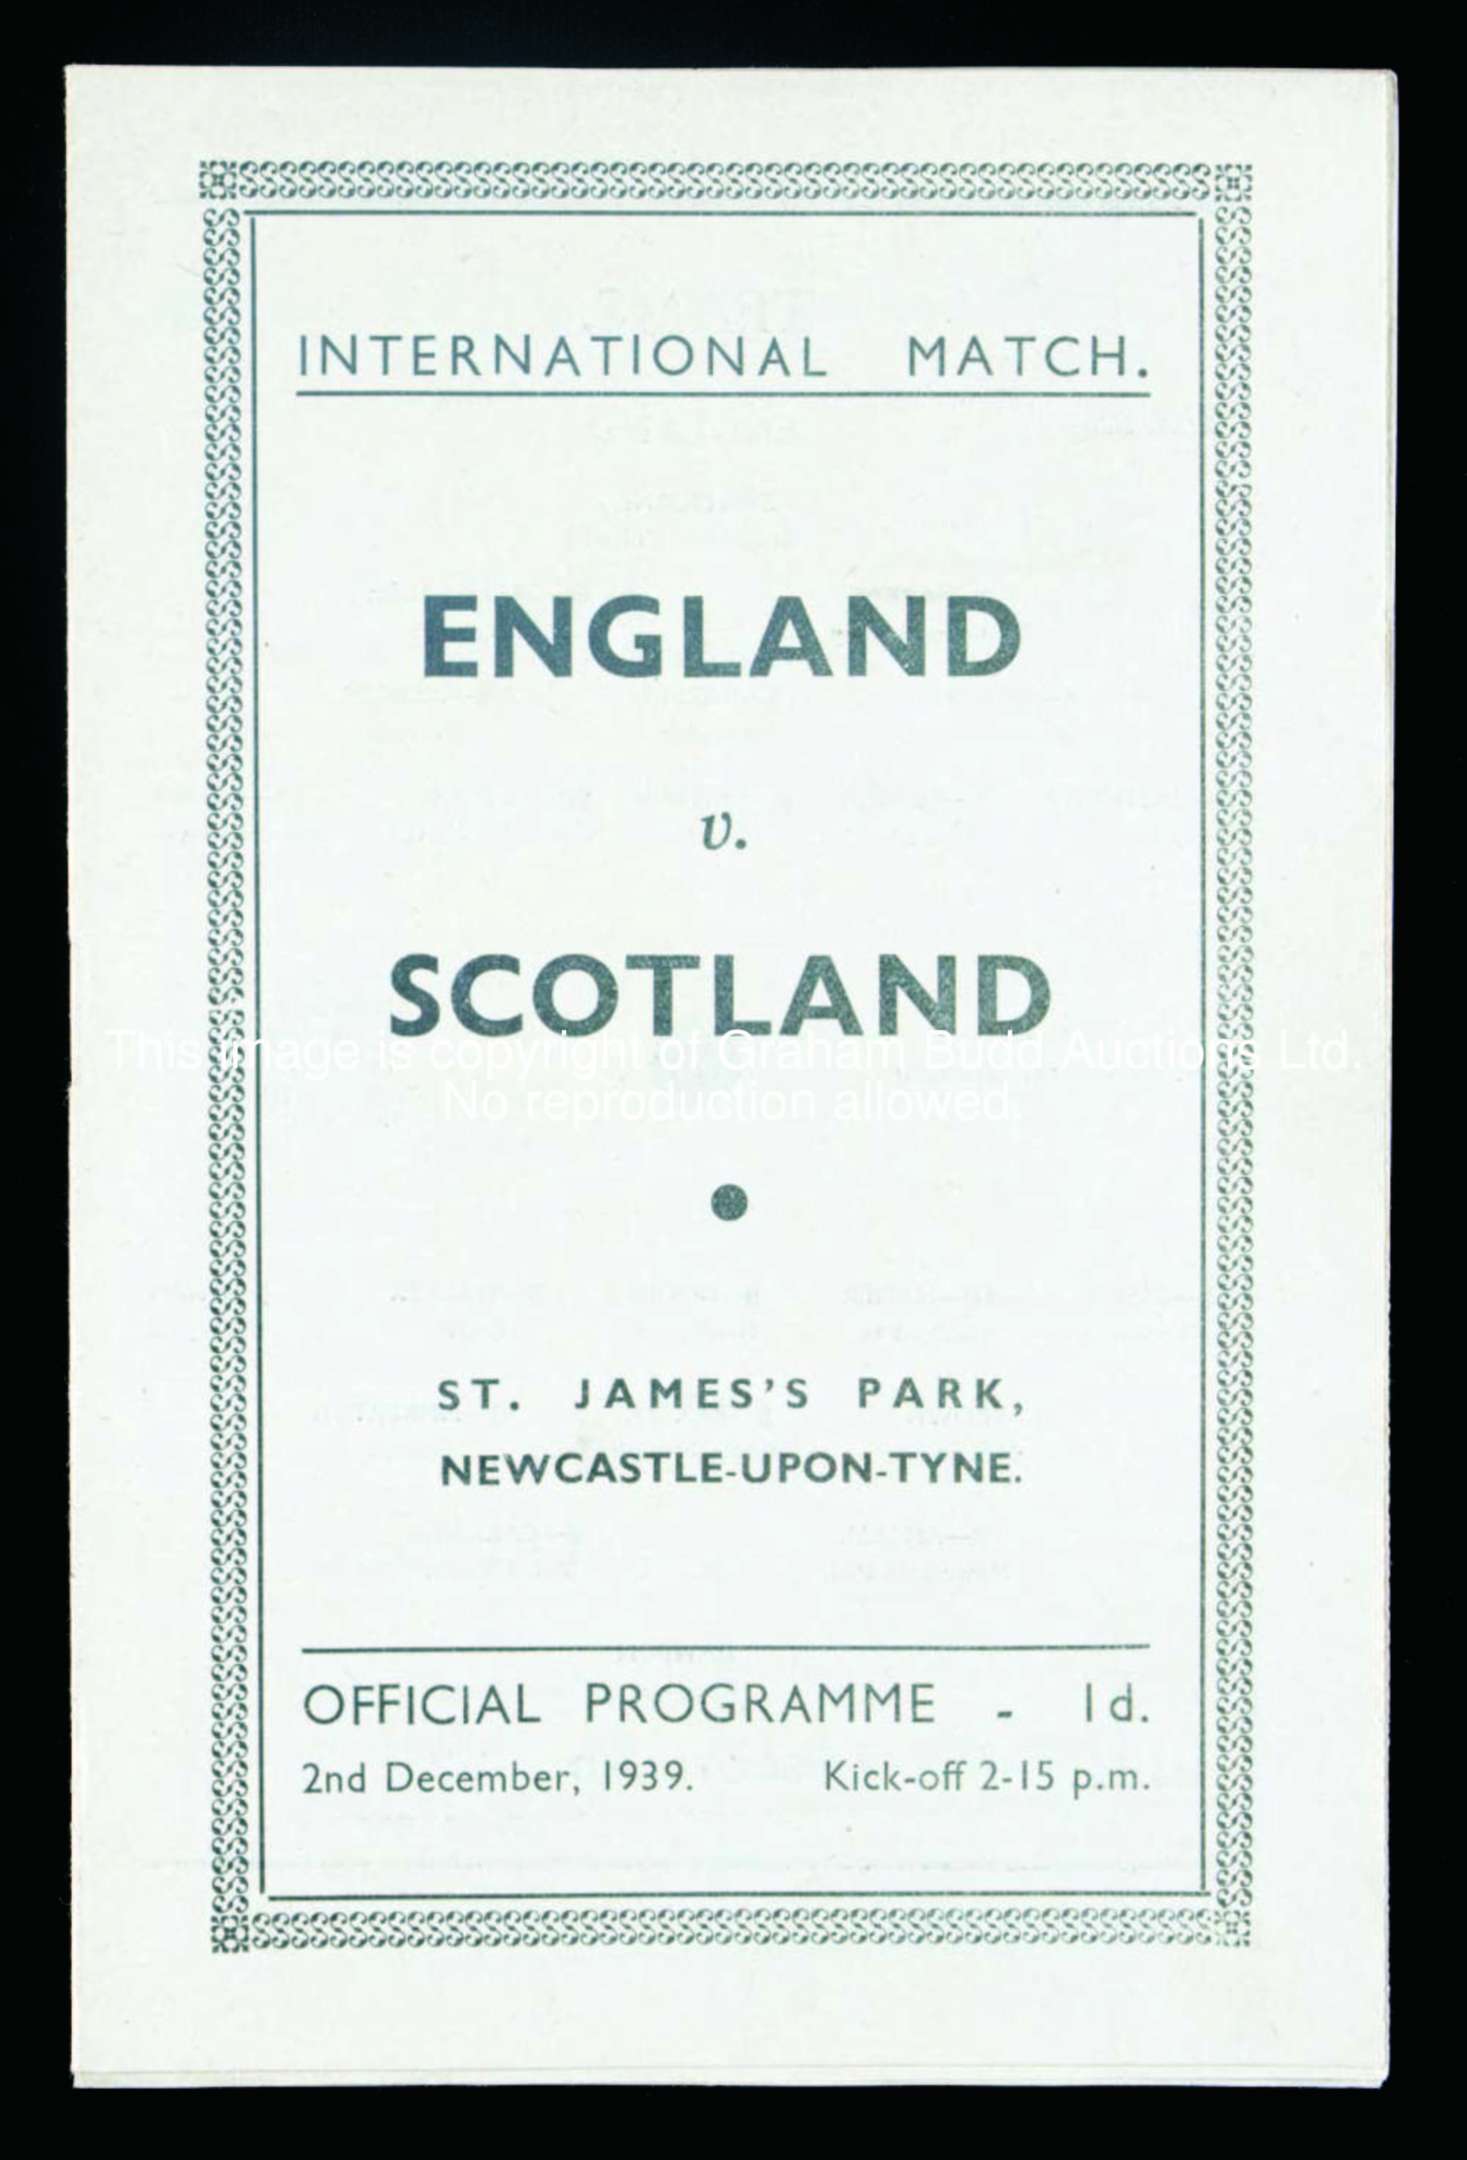 INTERNATIONAL MATCH.
ENGLAND
v.
SCOTLAND
This image is copyright of Graham Budd Auctions Ltd.
No reproduction allowed.
ST. JAMES'S PARK,
NEWCASTLE-UPON-TYNE.
OFFICIAL PROGRAMME - 1d.
2nd December, 1939. Kick-off 2-15 p.m.